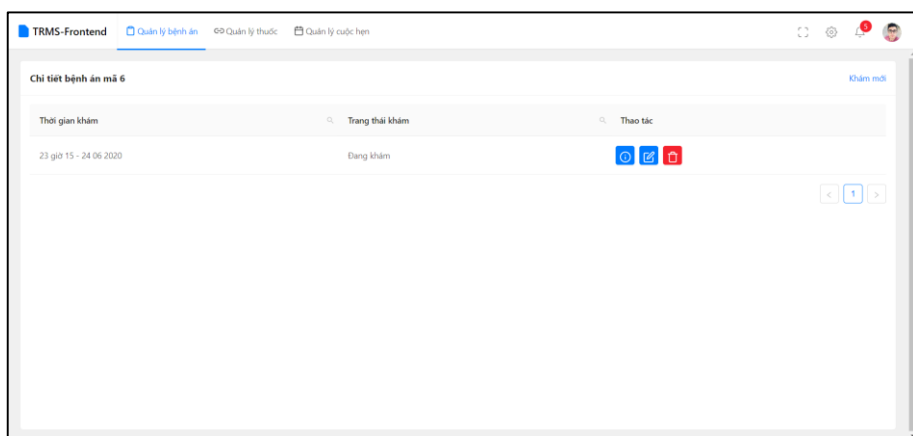 TRMS-Frontend Quản lý bệnh án Quản lý thuốc Quản lý cuộc hẹn 5
Chi tiết bệnh án mã 6 Khám mới
Thời gian khám Trang thái khám Thao tác
23 giờ 15 - 24 06 2020 Đang khám
< 1 >